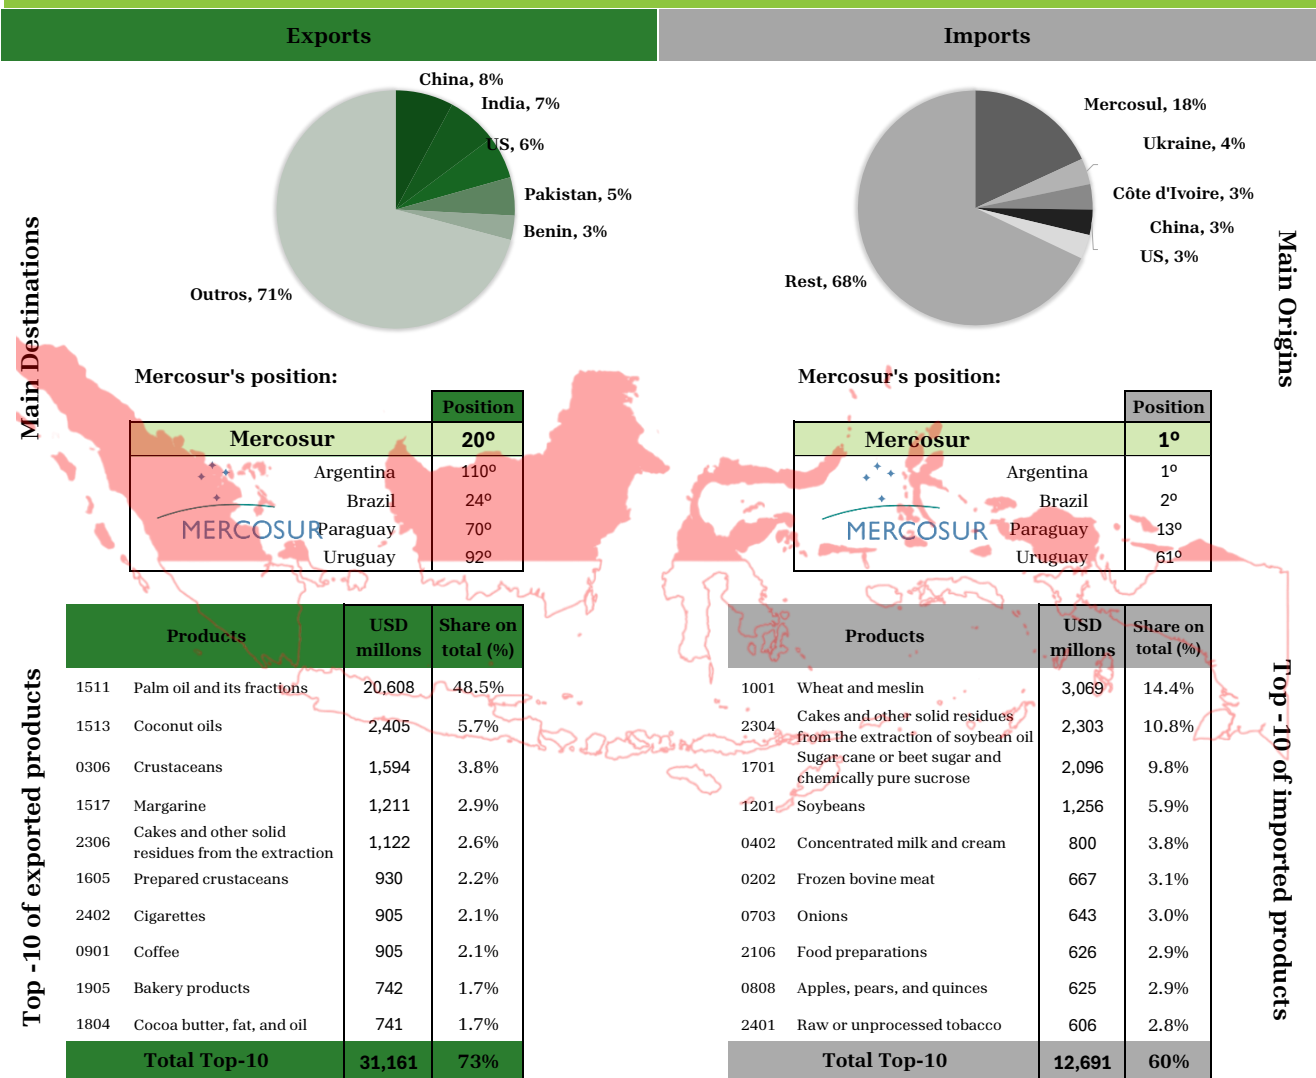 Exports
Imports
Main Destinations
China, 8%
India, 7%
US, 6%
Pakistan, 5%
Benin, 3%
Outros, 71%
Mercosul, 18%
Ukraine, 4%
Côte d'Ivoire, 3%
China, 3%
US, 3%
Rest, 68%
Main Origins
Mercosur's position:
Position
Mercosur 20º
Argentina 110º
Brazil 24º
Paraguay 70º
Uruguay 92º
MERCOSUR
Mercosur's position:
Position
Mercosur 1º
Argentina 1º
Brazil 2º
Paraguay 13º
Uruguay 61º
MERCOSUR
Top -10 of exported products
Products USD Share on
millons total (%)
1511 Palm oil and its fractions 20,608 48.5%
1513 Coconut oils 2,405 5.7%
0306 Crustaceans 1,594 3.8%
1517 Margarine 1,211 2.9%
Cakes and other solid
2306 1,122 2.6%
residues from the extraction
1605 Prepared crustaceans 930 2.2%
2402 Cigarettes 905 2.1%
0901 Coffee 905 2.1%
1905 Bakery products 742 1.7%
1804 Cocoa butter, fat, and oil 741 1.7%
Total Top-10 31,161 73%
Products USD Share on
millons total (%)
1001 Wheat and meslin 3,069 14.4%
Cakes and other solid residues
2304 2,303 10.8%
from the extraction of soybean oil
Sugar cane or beet sugar and
1701 2,096 9.8%
chemically pure sucrose
1201 Soybeans 1,256 5.9%
0402 Concentrated milk and cream 800 3.8%
0202 Frozen bovine meat 667 3.1%
0703 Onions 643 3.0%
2106 Food preparations 626 2.9%
0808 Apples, pears, and quinces 625 2.9%
2401 Raw or unprocessed tobacco 606 2.8%
Total Top-10 12,691 60%
Top -10 of imported products